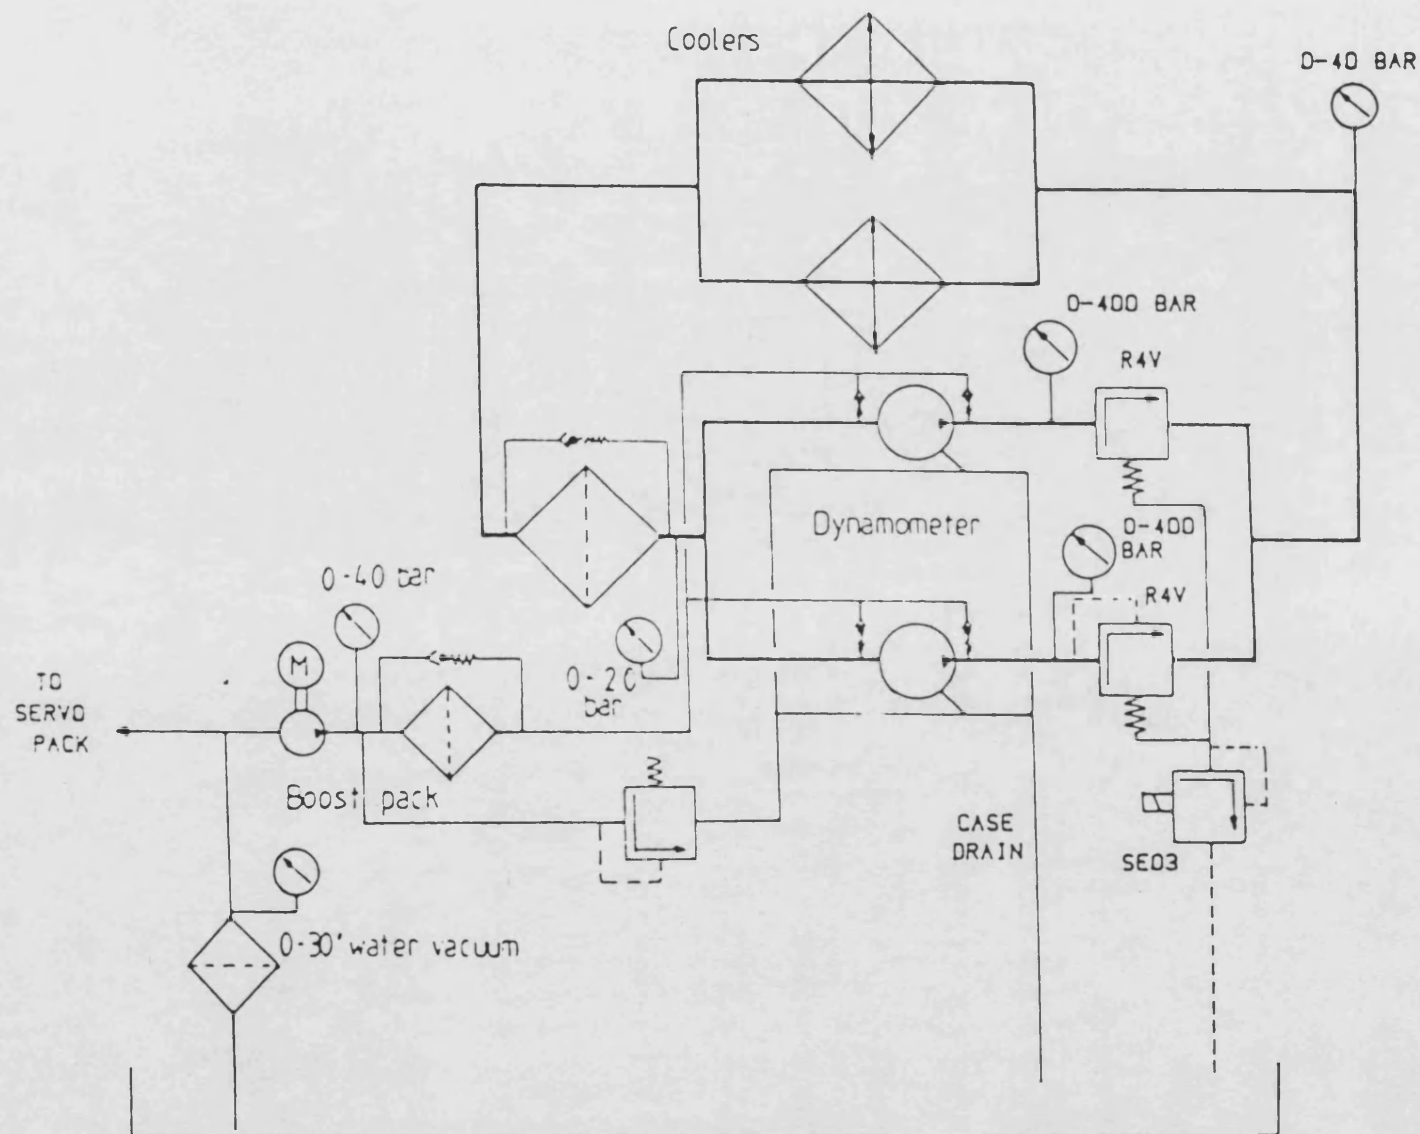 Coolers
0-40 BAR
0-400 BAR
R4V
Dynamometer
0-400
BAR
0-40 bar
R4V
M
0-20
bar
TO
SERVO
PACK
Boost pack
CASE
DRAIN
SE03
0-30" water vacuum